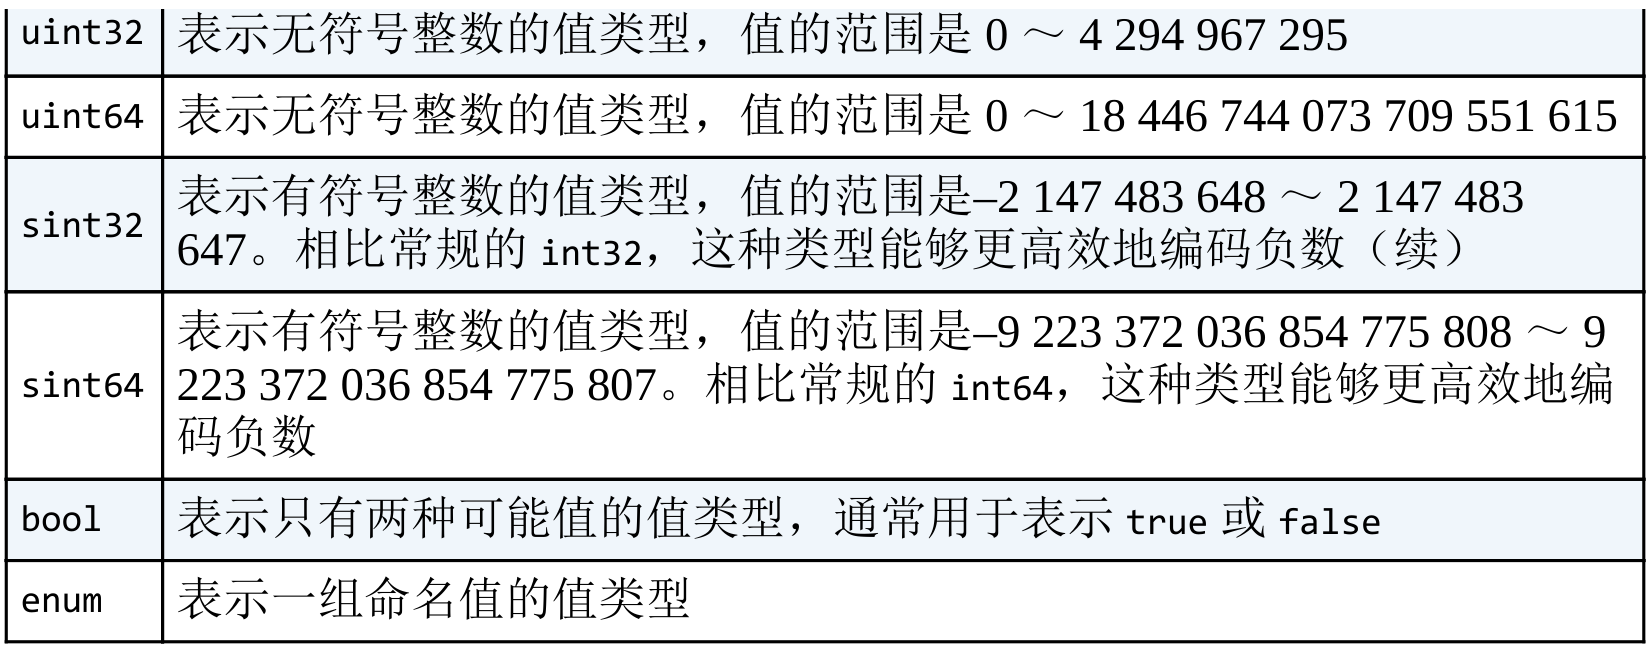 uint32 表示无符号整数的值类型，值的范围是 0 ～ 4 294 967 295
uint64 表示无符号整数的值类型，值的范围是 0 ～ 18 446 744 073 709 551 615
sint32 表示有符号整数的值类型，值的范围是–2 147 483 648 ～ 2 147 483
647。相比常规的 int32，这种类型能够更高效地编码负数（续）
sint64 表示有符号整数的值类型，值的范围是–9 223 372 036 854 775 808 ～ 9
223 372 036 854 775 807。相比常规的 int64，这种类型能够更高效地编
码负数
bool 表示只有两种可能值的值类型，通常用于表示 true 或 false
enum 表示一组命名值的值类型